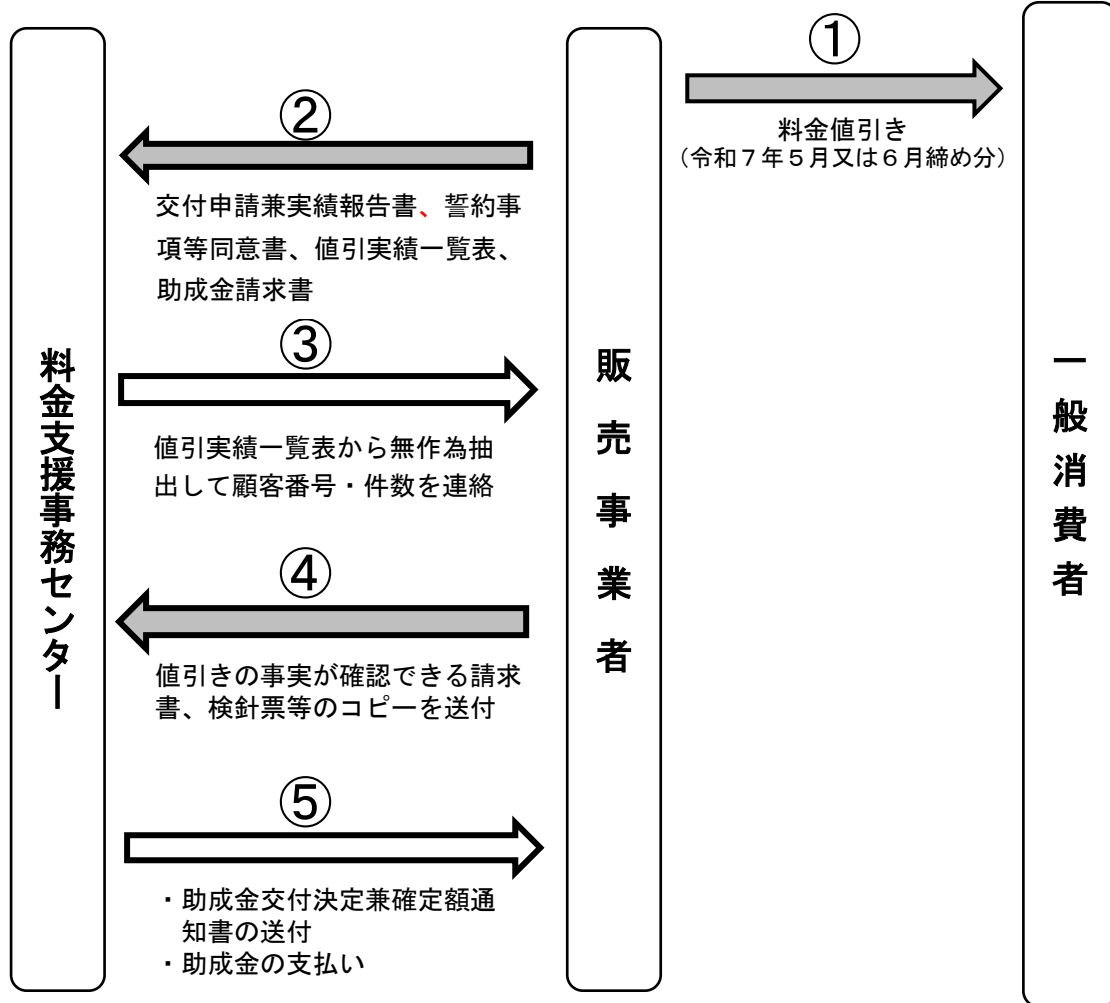 ①
料金値引き
（令和７年５月又は６月締め分）
②
交付申請兼実績報告書、誓約事
項等同意書、値引実績一覧表、
助成金請求書
③
値引実績一覧表から無作為抽
出して顧客番号・件数を連絡
④
値引きの事実が確認できる請求
書、検針票等のコピーを送付
⑤
・助成金交付決定兼確定額通
知書の送付
・助成金の支払い
料金支援事務センター
販売事業者
一般消費者